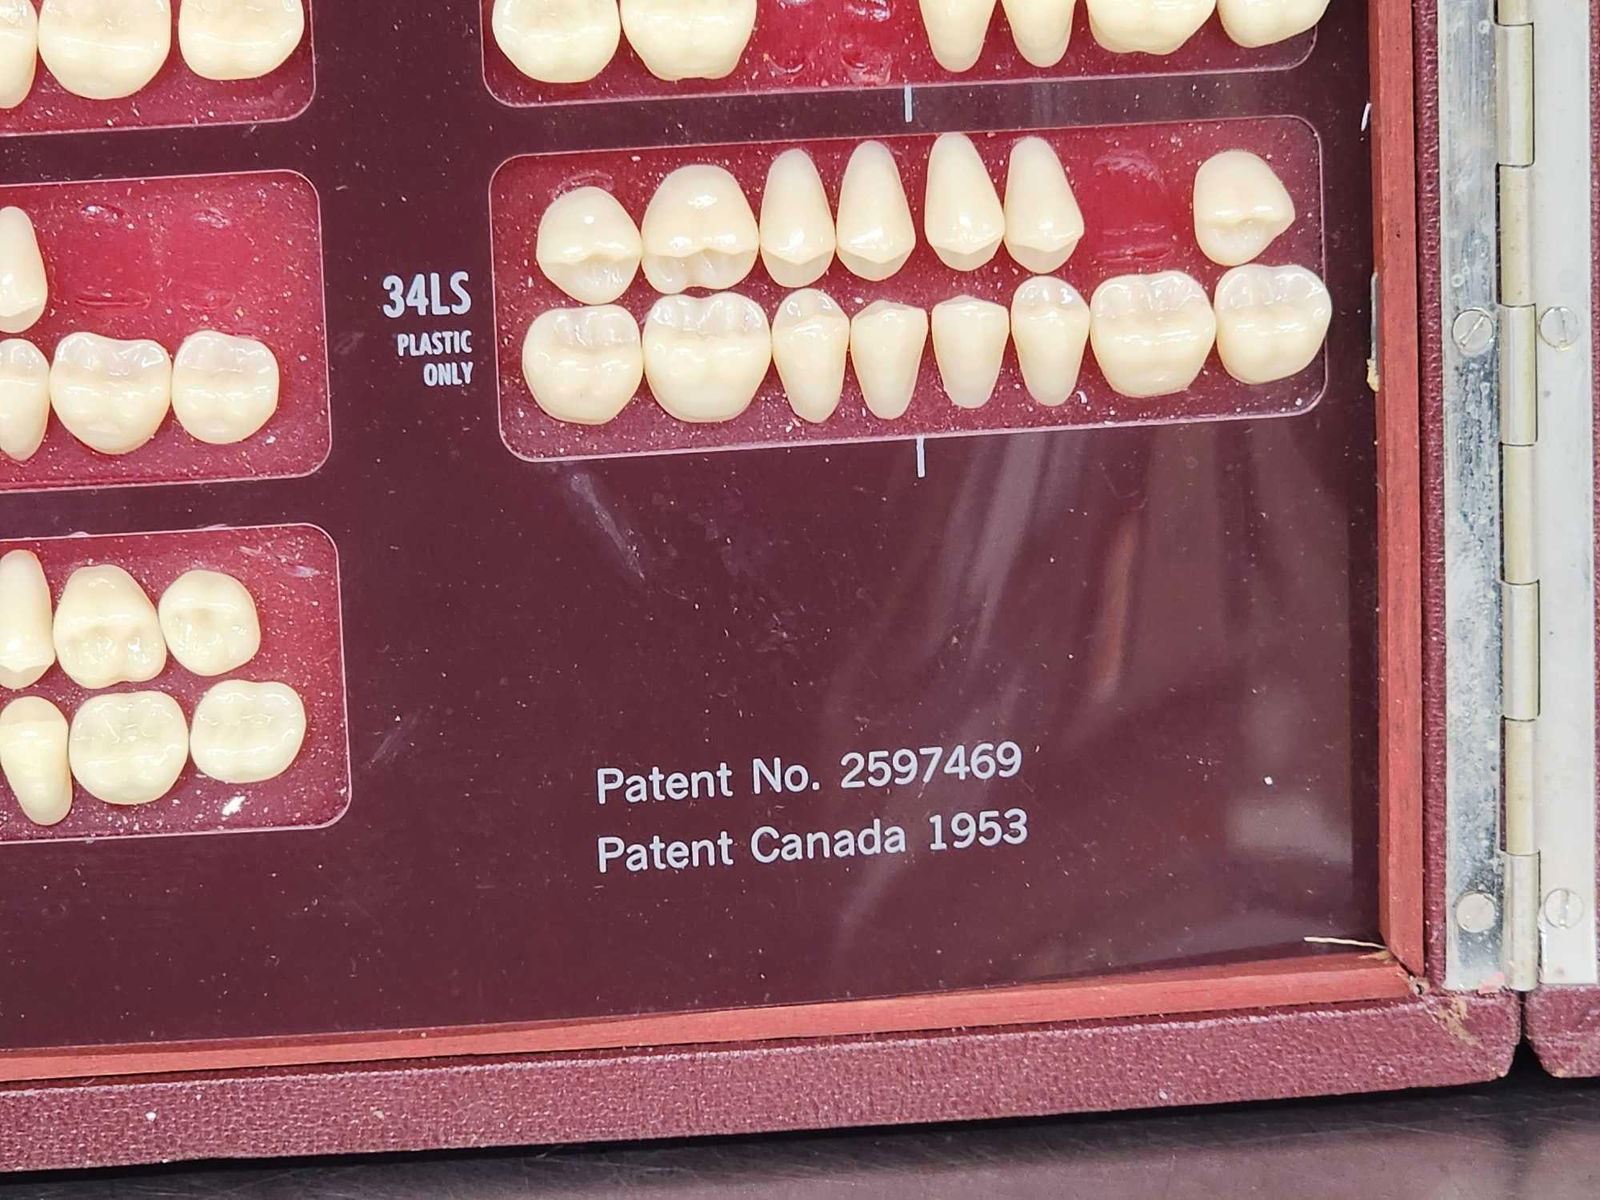 34LS
PLASTIC
ONLY
Patent No. 2597469
Patent Canada 1953